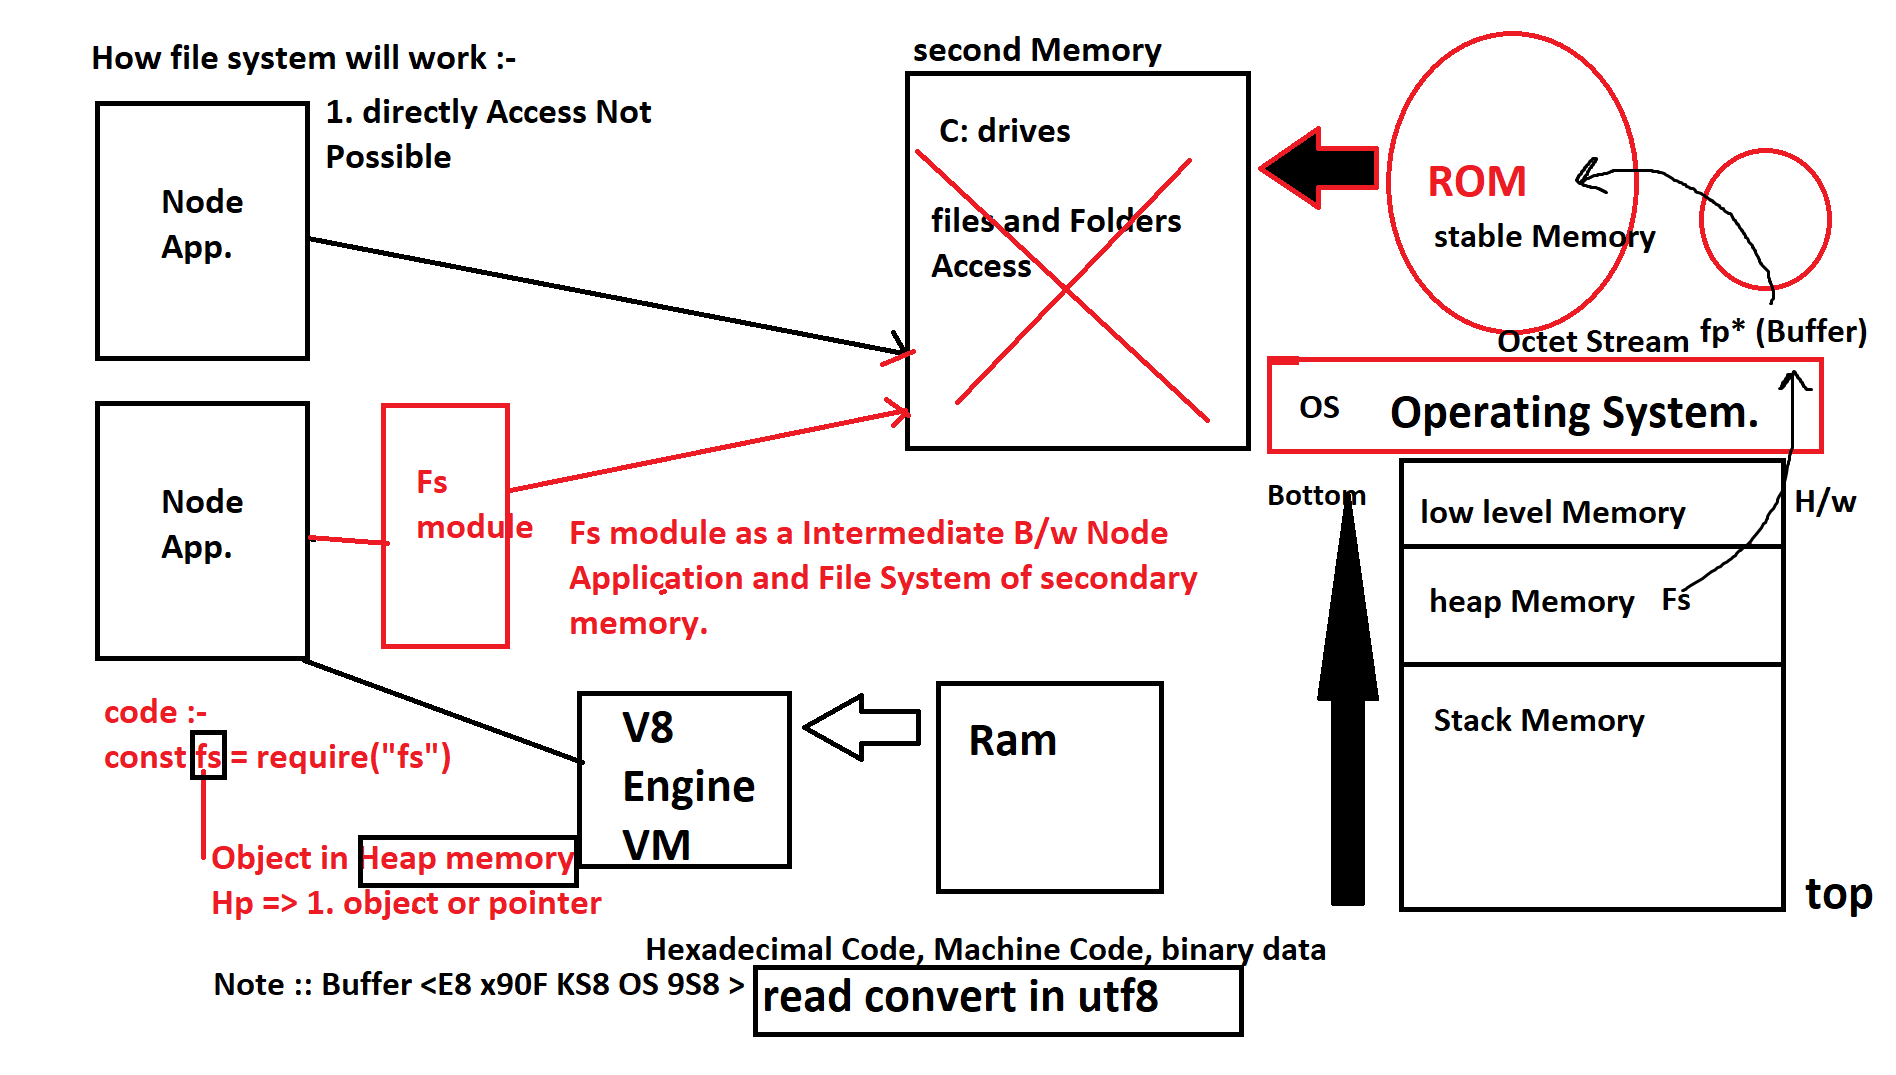 How file system will work :-
1. directly Access Not
Possible
Node
App.
second Memory
C: drives
files and Folders
Access
ROM
stable Memory
Octet Stream
fp* (Buffer)
OS
Operating System.
Node
App.
Fs
module
Fs module as a Intermediate B/w Node
Application and File System of secondary
memory.
Bottom
low level Memory
H/w
heap Memory
Fs
Stack Memory
top
code :-
const fs = require("fs")
Object in Heap memory
Hp => 1. object or pointer
V8
Engine
VM
Ram
Hexadecimal Code, Machine Code, binary data
Note :: Buffer <E8 x90F KS8 OS 9S8 >
read convert in utf8